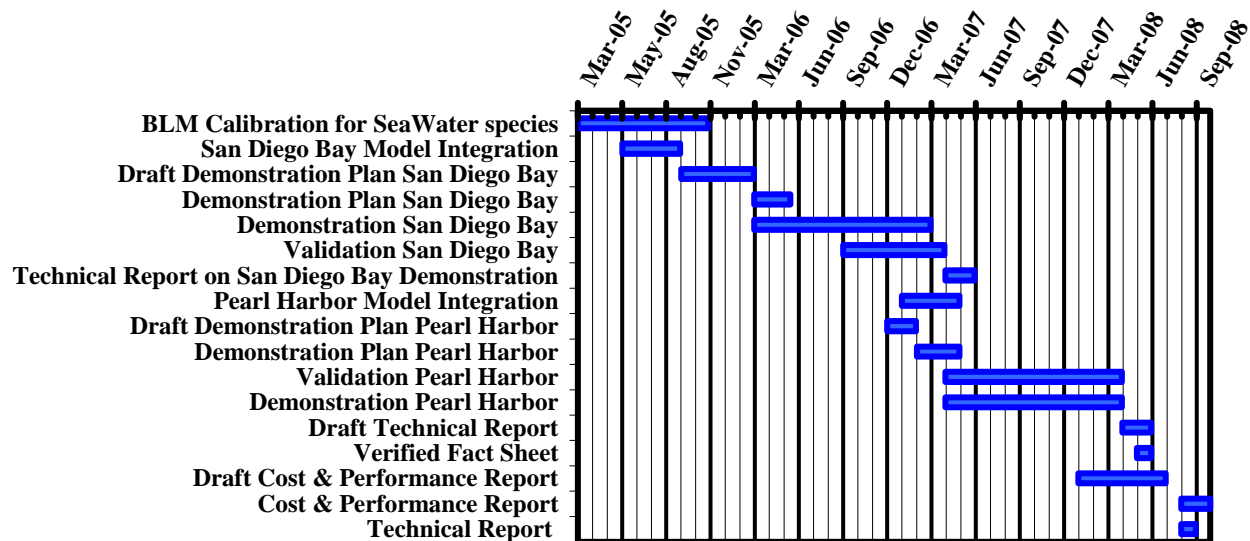 Mar-05
May-05
Aug-05
Nov-05
Mar-06
Jun-06
Sep-06
Dec-06
Mar-07
Jun-07
Sep-07
Dec-07
Mar-08
Jun-08
Sep-08
BLM Calibration for SeaWater species
San Diego Bay Model Integration
Draft Demonstration Plan San Diego Bay
Demonstration Plan San Diego Bay
Demonstration San Diego Bay
Validation San Diego Bay
Technical Report on San Diego Bay Demonstration
Pearl Harbor Model Integration
Draft Demonstration Plan Pearl Harbor
Demonstration Plan Pearl Harbor
Validation Pearl Harbor
Demonstration Pearl Harbor
Draft Technical Report
Verified Fact Sheet
Draft Cost & Performance Report
Cost & Performance Report
Technical Report